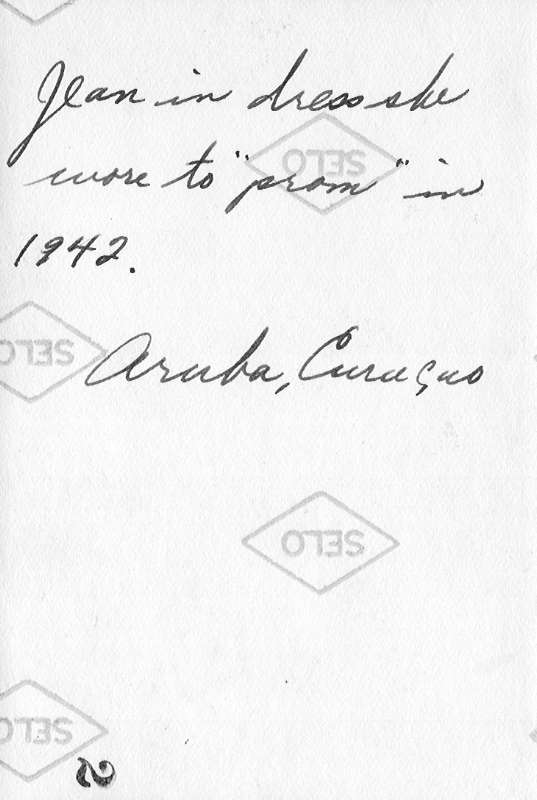 Jean in dress she
wore to "prom" in
1942.
Aruba, Curaçao
SELO
SELO
SELO
SELO
2